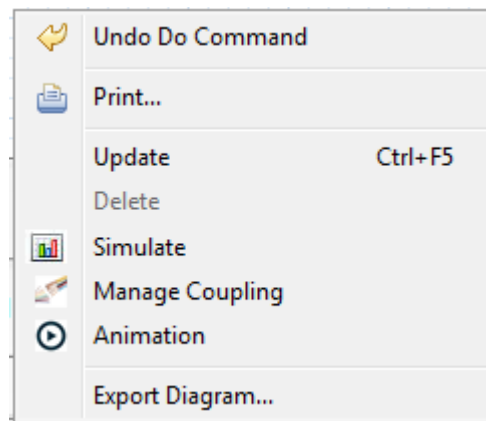 Undo Do Command
Print...
Update Ctrl+F5
Delete
Simulate
Manage Coupling
Animation
Export Diagram...